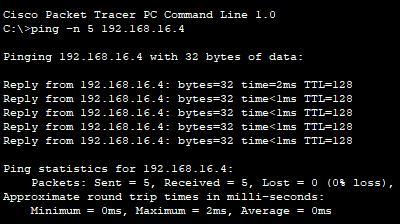 Cisco Packet Tracer PC Command Line 1.0
C:\>ping -n 5 192.168.16.4
Pinging 192.168.16.4 with 32 bytes of data:
Reply from 192.168.16.4: bytes=32 time=2ms TTL=128
Reply from 192.168.16.4: bytes=32 time<1ms TTL=128
Reply from 192.168.16.4: bytes=32 time<1ms TTL=128
Reply from 192.168.16.4: bytes=32 time<1ms TTL=128
Reply from 192.168.16.4: bytes=32 time<1ms TTL=128
Ping statistics for 192.168.16.4:
Packets: Sent = 5, Received = 5, Lost = 0 (0% loss),
Approximate round trip times in milli-seconds:
Minimum = 0ms, Maximum = 2ms, Average = 0ms